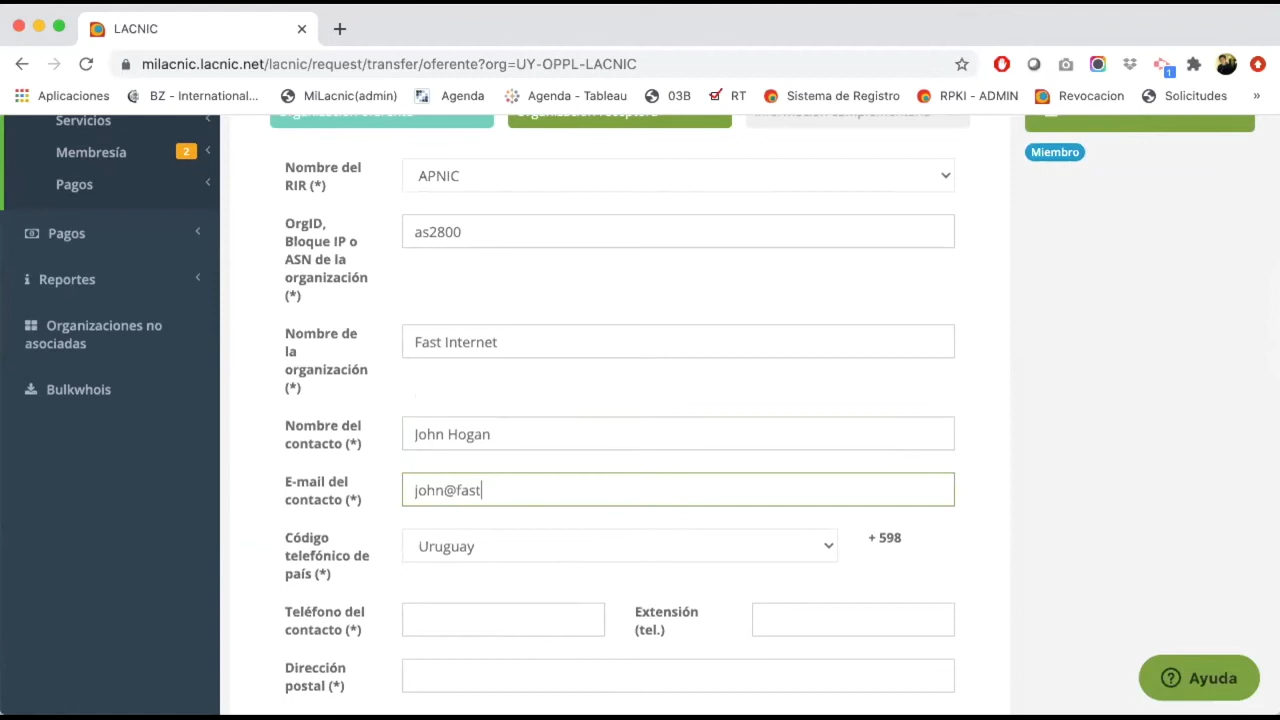 LACNIC
milacnic.lacnic.net/lacnic/request/transfer/oferente?org=UY-OPPL-LACNIC
1
Aplicaciones
BZ - International...
MiLacnic(admin)
Agenda
Agenda - Tableau
03B
RT
Sistema de Registro
RPKI - ADMIN
Revocacion
Solicitudes
»
Servicios
Membresía
2
Pagos
Pagos
Reportes
Organizaciones no
asociadas
Bulkwhois
Miembro
Nombre del
RIR (*)
APNIC
OrgID,
Bloque IP o
ASN de la
organización
(*)
as2800
Nombre de
la
organización
(*)
Fast Internet
Nombre del
contacto (*)
John Hogan
E-mail del
contacto (*)
john@fast
Código
telefónico de
país (*)
Uruguay
+ 598
Teléfono del
contacto (*)
Extensión
(tel.)
Dirección
postal (*)
Ayuda